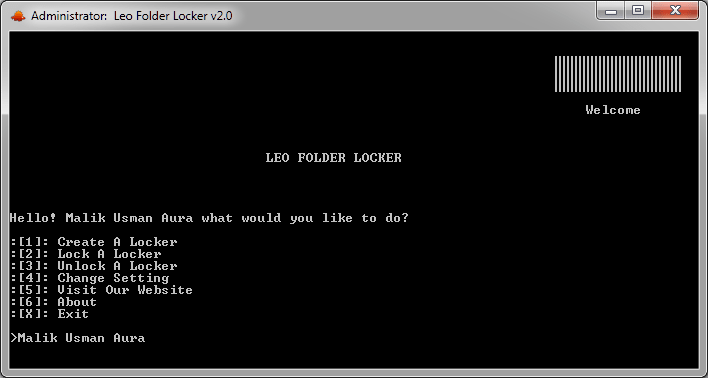 Administrator: Leo Folder Locker v2.0
Welcome
LEO FOLDER LOCKER
Hello! Malik Usman Aura what would you like to do?
:[1]: Create A Locker
:[2]: Lock A Locker
:[3]: Unlock A Locker
:[4]: Change Setting
:[5]: Visit Our Website
:[6]: About
:[X]: Exit
>Malik Usman Aura